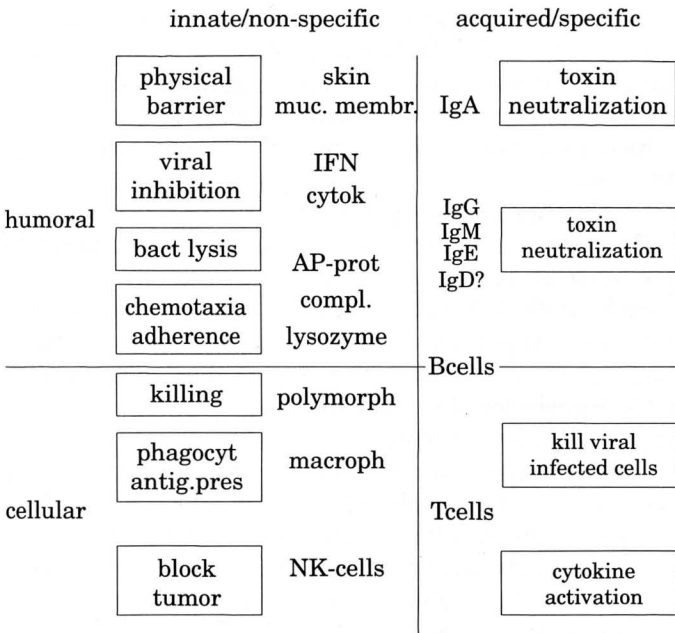 innate/non-specific
acquired/specific
physical
barrier
skin
muc. membr.
IgA
toxin
neutralization
viral
inhibition
IFN
cytok
humoral
IgG
IgM
IgE
IgD?
toxin
neutralization
bact lysis
AP-prot
chemotaxia
adherence
compl.
lysozyme
Bcells
killing
polymorph
phagocyt
antig.pres
macroph
kill viral
infected cells
cellular
Tcells
block
tumor
NK-cells
cytokine
activation